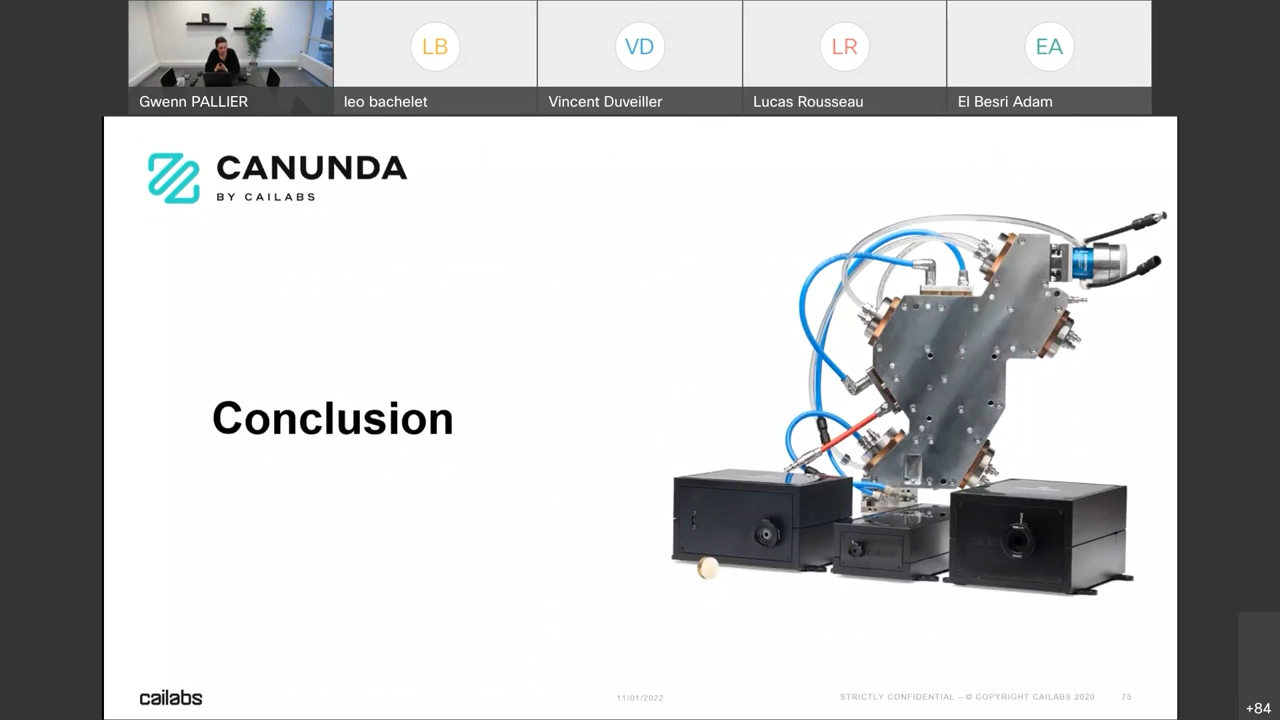 LB
VD
LR
EA
Gwenn PALLIER
leo bachelet
Vincent Duveiller
Lucas Rousseau
El Besri Adam
CANUNDA
BY CAILABS
Conclusion
cailabs
11/01/2022
STRICTLY CONFIDENTIAL – © COPYRIGHT CAILABS 2020
75
+84